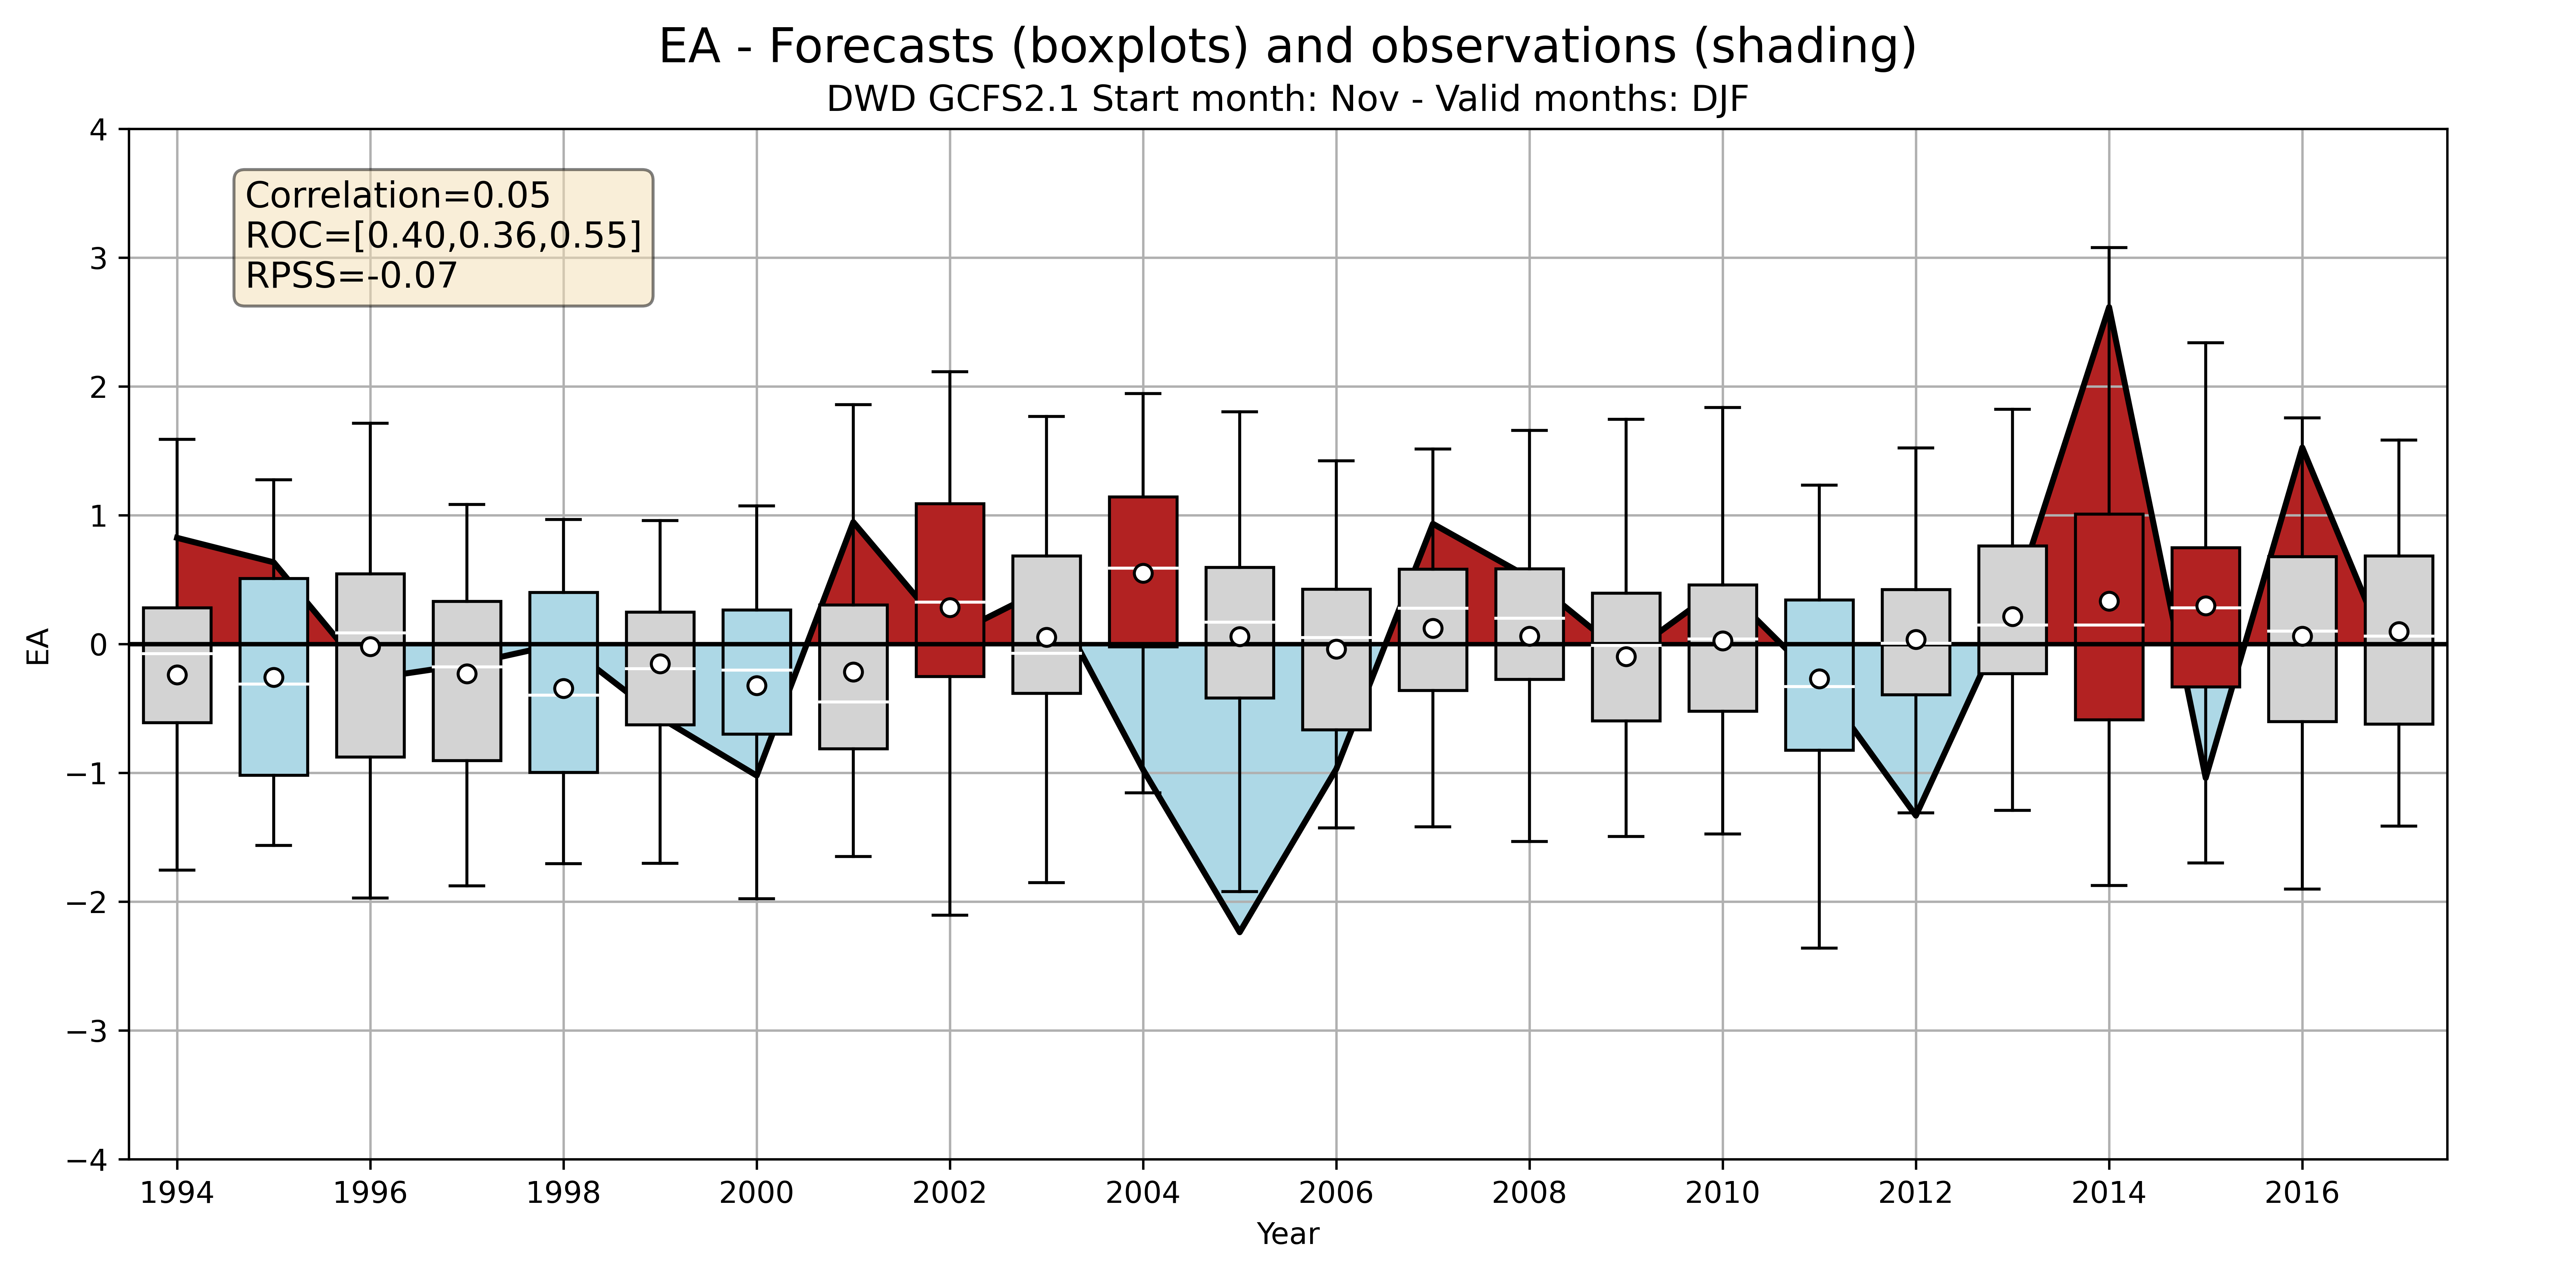 EA - Forecasts (boxplots) and observations (shading)
DWD GCFS2.1 Start month: Nov - Valid months: DJF
Correlation=0.05
ROC=[0.40,0.36,0.55]
RPSS=-0.07
4
3
2
1
0
−1
−2
−3
−4
EA
1994 1996 1998 2000 2002 2004 2006 2008 2010 2012 2014 2016
Year